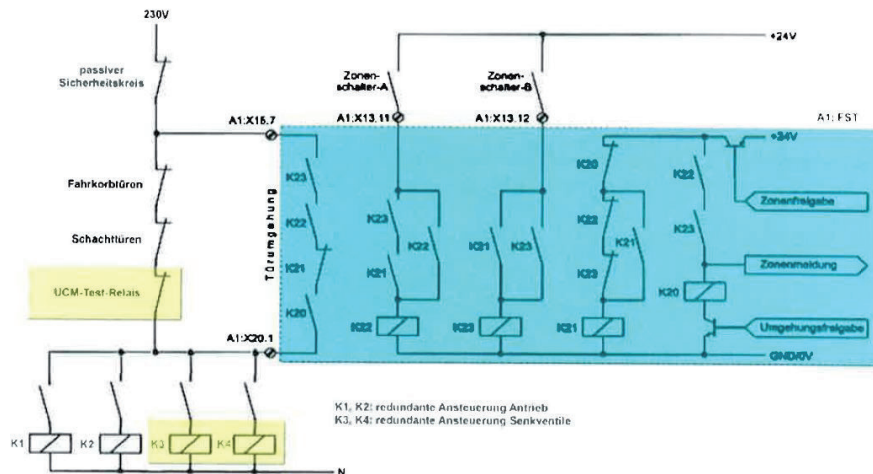 230V
+24V
passiver
Sicherheitskreis
Zonen-
schalter-A
Zonen-
schalter-B
A1:X15.7
A1:X13.11
A1:X13.12
A1: FST
+24V
K20
K22
Zonenfreigabe
K23
Fahrkorbtüren
K22
K23
K22
K21
K23
K22
K21
K23
Schachttüren
Türumgehung
K21
K21
K23
Zonenmeldung
UCM-Test-Relais
K20
K20
K22
K23
K21
Umgehungsfreigabe
A1:X20.1
GND/0V
K1
K2
K3
K4
K1, K2: redundante Ansteuerung Antrieb
K3, K4: redundante Ansteuerung Senkventile
N